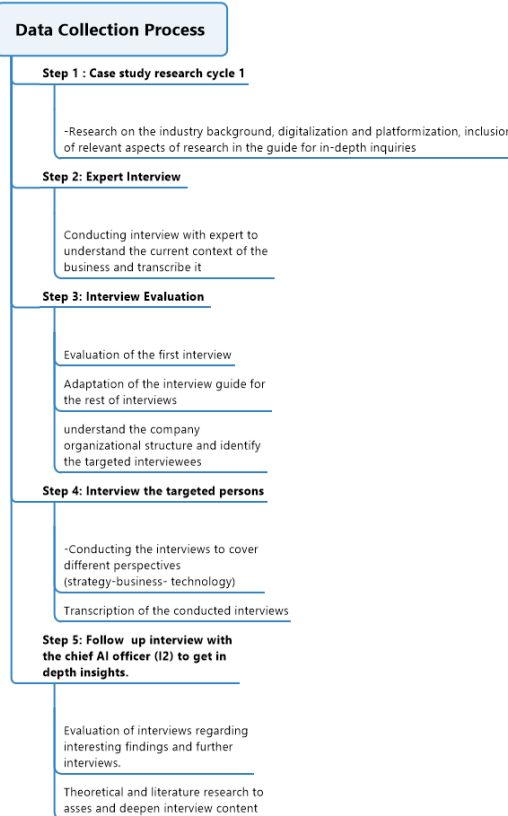 Data Collection Process
Step 1 : Case study research cycle 1
-Research on the industry background, digitalization and platformization, inclusion
of relevant aspects of research in the guide for in-depth inquiries
Step 2: Expert Interview
Conducting interview with expert to
understand the current context of the
business and transcribe it
Step 3: Interview Evaluation
Evaluation of the first interview
Adaptation of the interview guide for
the rest of interviews
understand the company
organizational structure and identify
the targeted interviewees
Step 4: Interview the targeted persons
-Conducting the interviews to cover
different perspectives
(strategy-business- technology)
Transcription of the conducted interviews
Step 5: Follow  up interview with
the chief AI officer (I2) to get in
depth insights.
Evaluation of interviews regarding
interesting findings and further
interviews.
Theoretical and literature research to
asses and deepen interview content